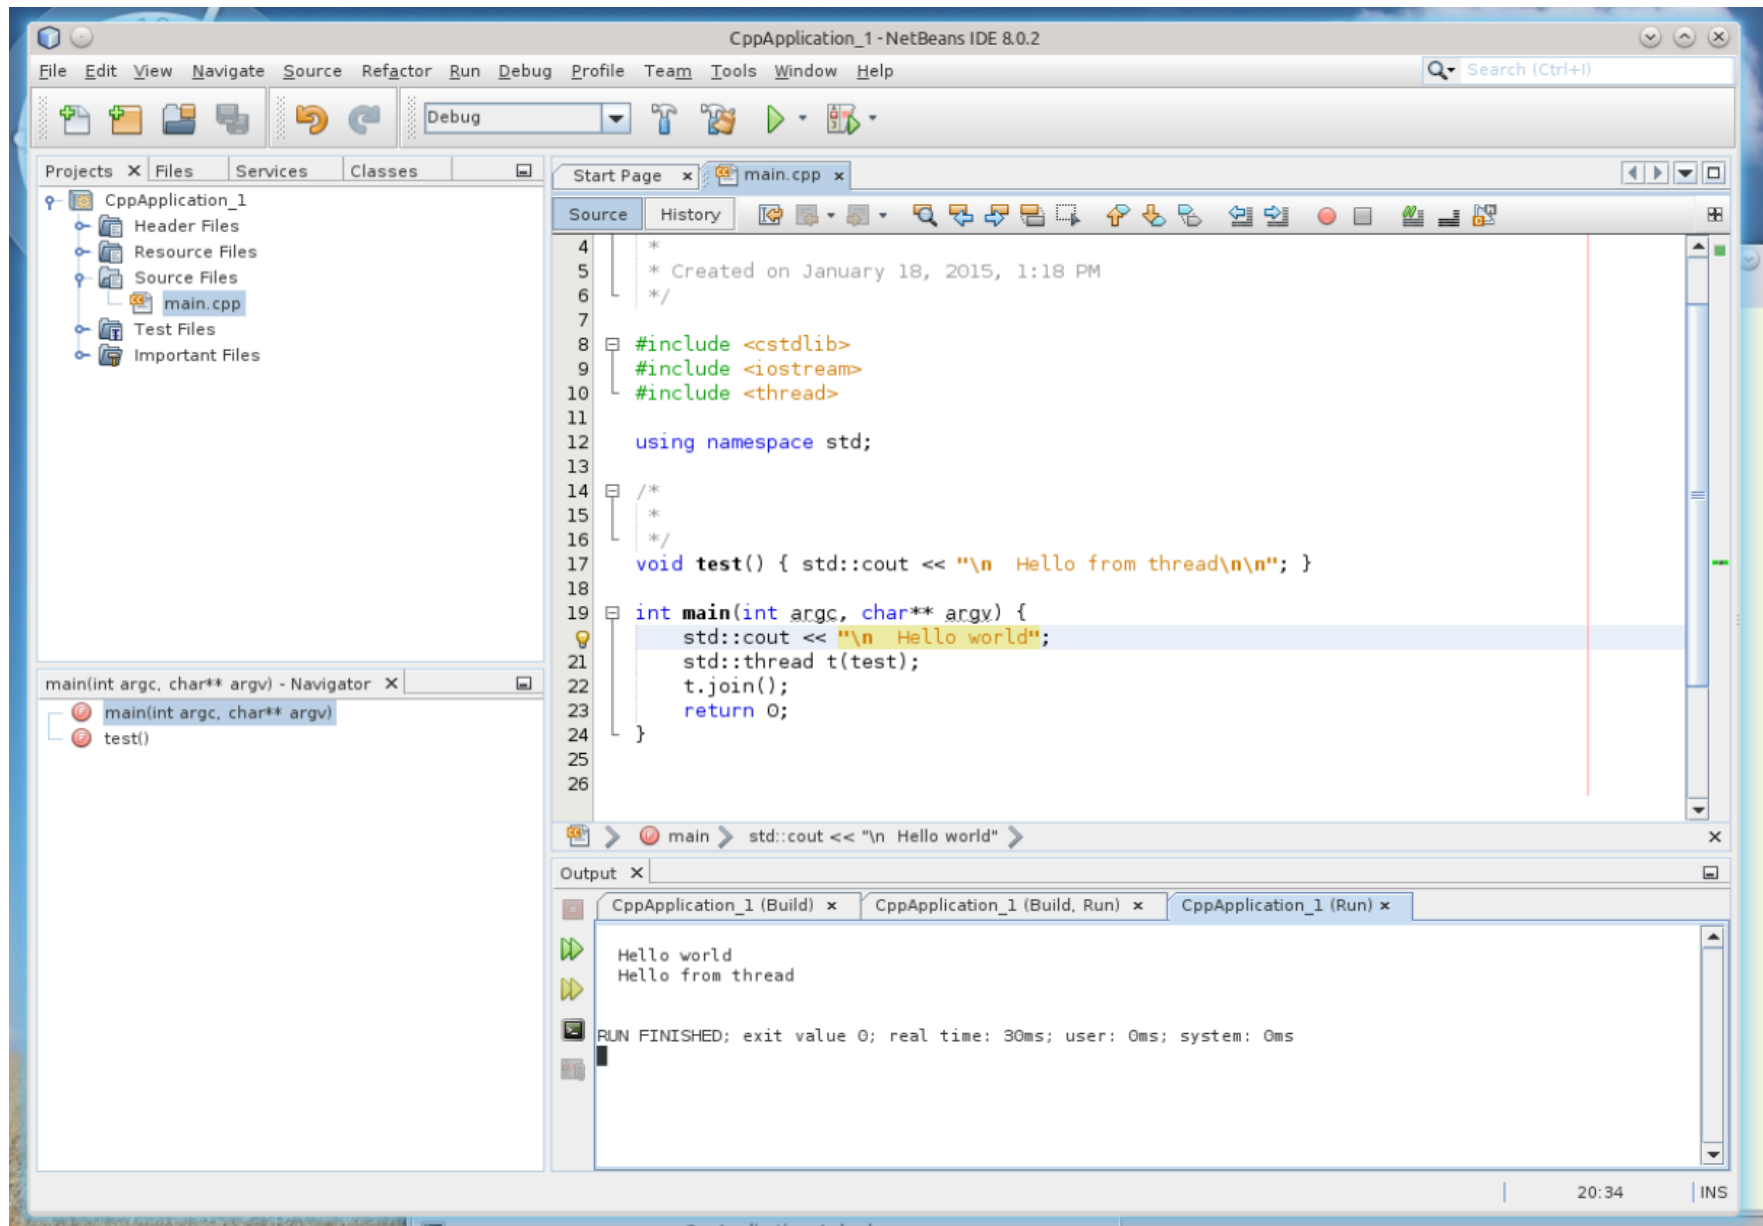 CppApplication_1 - NetBeans IDE 8.0.2
File Edit View Navigate Source Refactor Run Debug Profile Team Tools Window Help
Search (Ctrl+I)
Debug
Projects Files Services Classes
CppApplication_1
Header Files
Resource Files
Source Files
main.cpp
Test Files
Important Files
main(int argc, char** argv) - Navigator
main(int argc, char** argv)
test()
Start Page main.cpp
Source History
4 *
5 * Created on January 18, 2015, 1:18 PM
6 */
7
8 #include <cstdlib>
9 #include <iostream>
10 #include <thread>
11
12 using namespace std;
13
14 /*
15 *
16 */
17 void test() { std::cout << "\n  Hello from thread\n\n"; }
18
19 int main(int argc, char** argv) {
std::cout << "\n  Hello world";
21 std::thread t(test);
22 t.join();
23 return 0;
24 }
25
26
main std::cout << "\n  Hello world"
Output
CppApplication_1 (Build) CppApplication_1 (Build, Run) CppApplication_1 (Run)
Hello world
Hello from thread
RUN FINISHED; exit value 0; real time: 30ms; user: 0ms; system: 0ms
20:34 INS